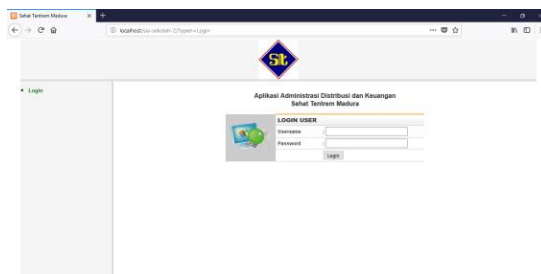 Sehat Tentrem Madura
localhost/sia-sekolah-2/?open=Login
St
Login
Aplikasi Administrasi Distribusi dan Keuangan
Sehat Tentrem Madura
LOGIN USER
Username :
Password :
Login